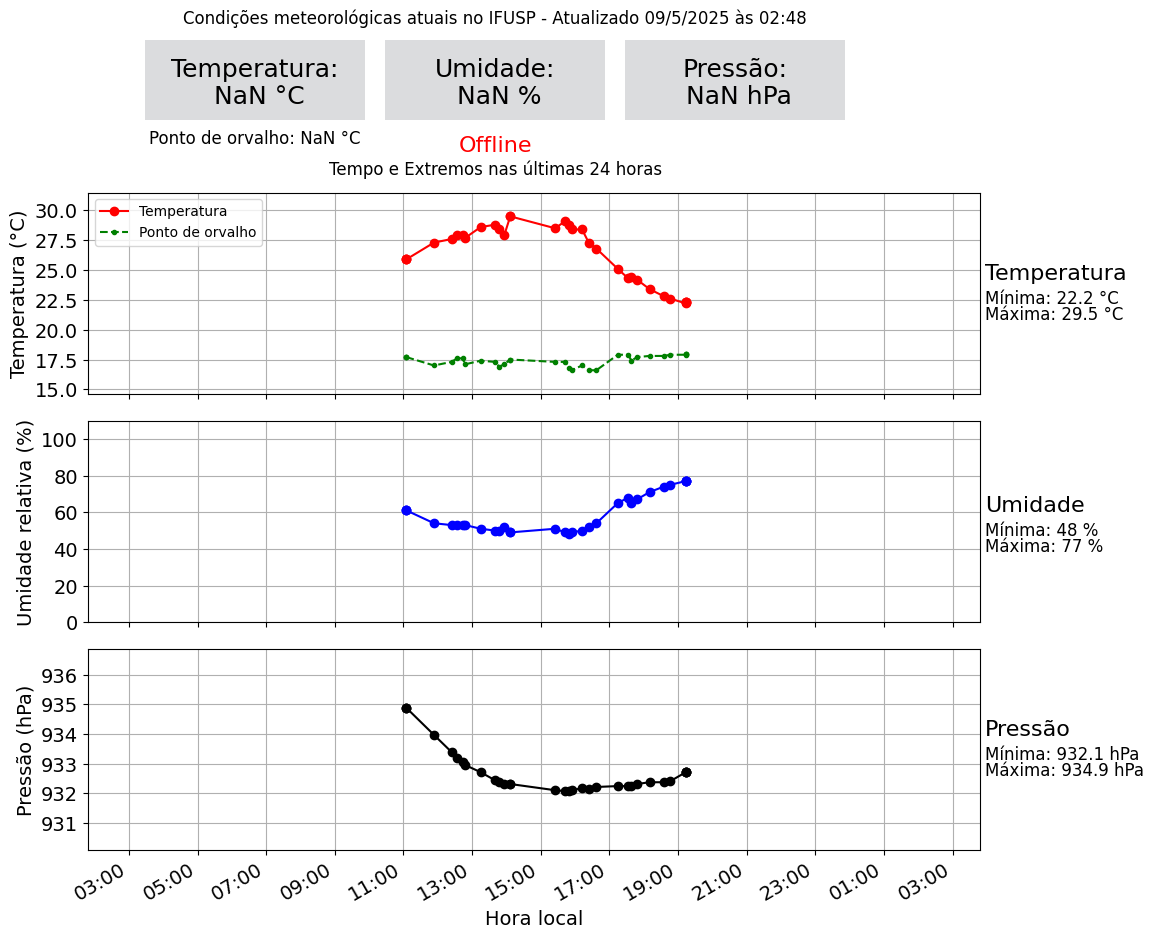 Condições meteorológicas atuais no IFUSP - Atualizado 09/5/2025 às 02:48
Temperatura:
NaN °C
Umidade:
NaN %
Pressão:
NaN hPa
Ponto de orvalho: NaN °C
Offline
Tempo e Extremos nas últimas 24 horas
Temperatura (°C)
30.0
27.5
25.0
22.5
20.0
17.5
15.0
Temperatura
Ponto de orvalho
Temperatura
Mínima: 22.2 °C
Máxima: 29.5 °C
Umidade relativa (%)
100
80
60
40
20
0
Umidade
Mínima: 48 %
Máxima: 77 %
Pressão (hPa)
936
935
934
933
932
931
Pressão
Mínima: 932.1 hPa
Máxima: 934.9 hPa
03:00 05:00 07:00 09:00 11:00 13:00 15:00 17:00 19:00 21:00 23:00 01:00 03:00
Hora local